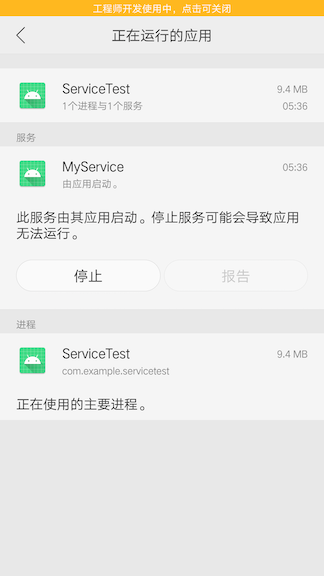 工程师开发使用中，点击可关闭
正在运行的应用
ServiceTest
9.4 MB
1个进程与1个服务
05:36
服务
MyService
05:36
由应用启动。
此服务由其应用启动。停止服务可能会导致应用
无法运行。
停止
报告
进程
ServiceTest
9.4 MB
com.example.servicetest
正在使用的主要进程。